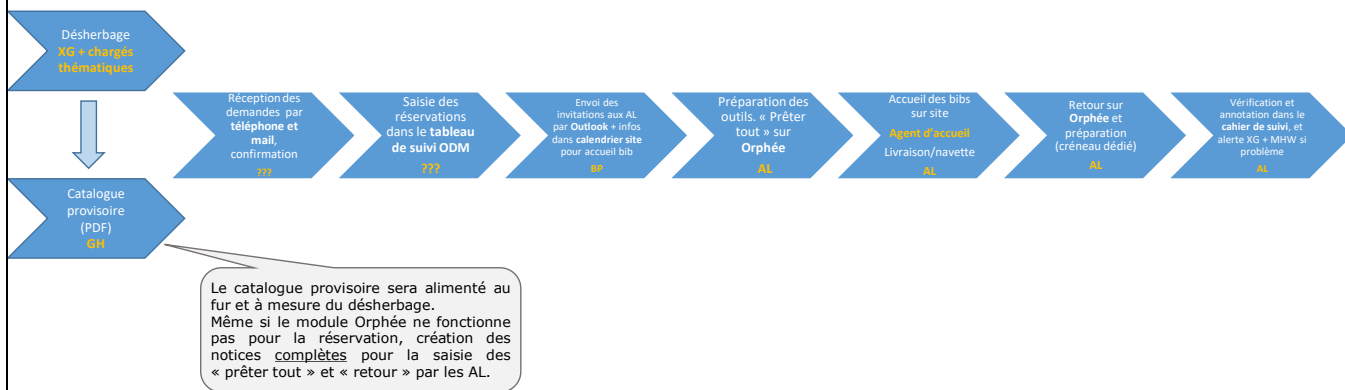 Désherbage
XG + chargés
thématiques
Réception des
demandes par
téléphone et
mail,
confirmation
???
Saisie des
réservations
dans le tableau
de suivi ODM
???
Envoi des
invitations aux AL
par Outlook + infos
dans calendrier site
pour accueil bib
BP
Préparation des
outils. « Prêter
tout » sur
Orphée
AL
Accueil des bibs
sur site
Agent d'accueil
Livraison/navette
AL
Retour sur
Orphée et
préparation
(créneau dédié)
AL
Vérification et
annotation dans le
cahier de suivi, et
alerte XG + MHW si
problème
AL
Catalogue
provisoire
(PDF)
GH
Le catalogue provisoire sera alimenté au
fur et à mesure du désherbage.
Même si le module Orphée ne fonctionne
pas pour la réservation, création des
notices complètes pour la saisie des
« prêter tout » et « retour » par les AL.